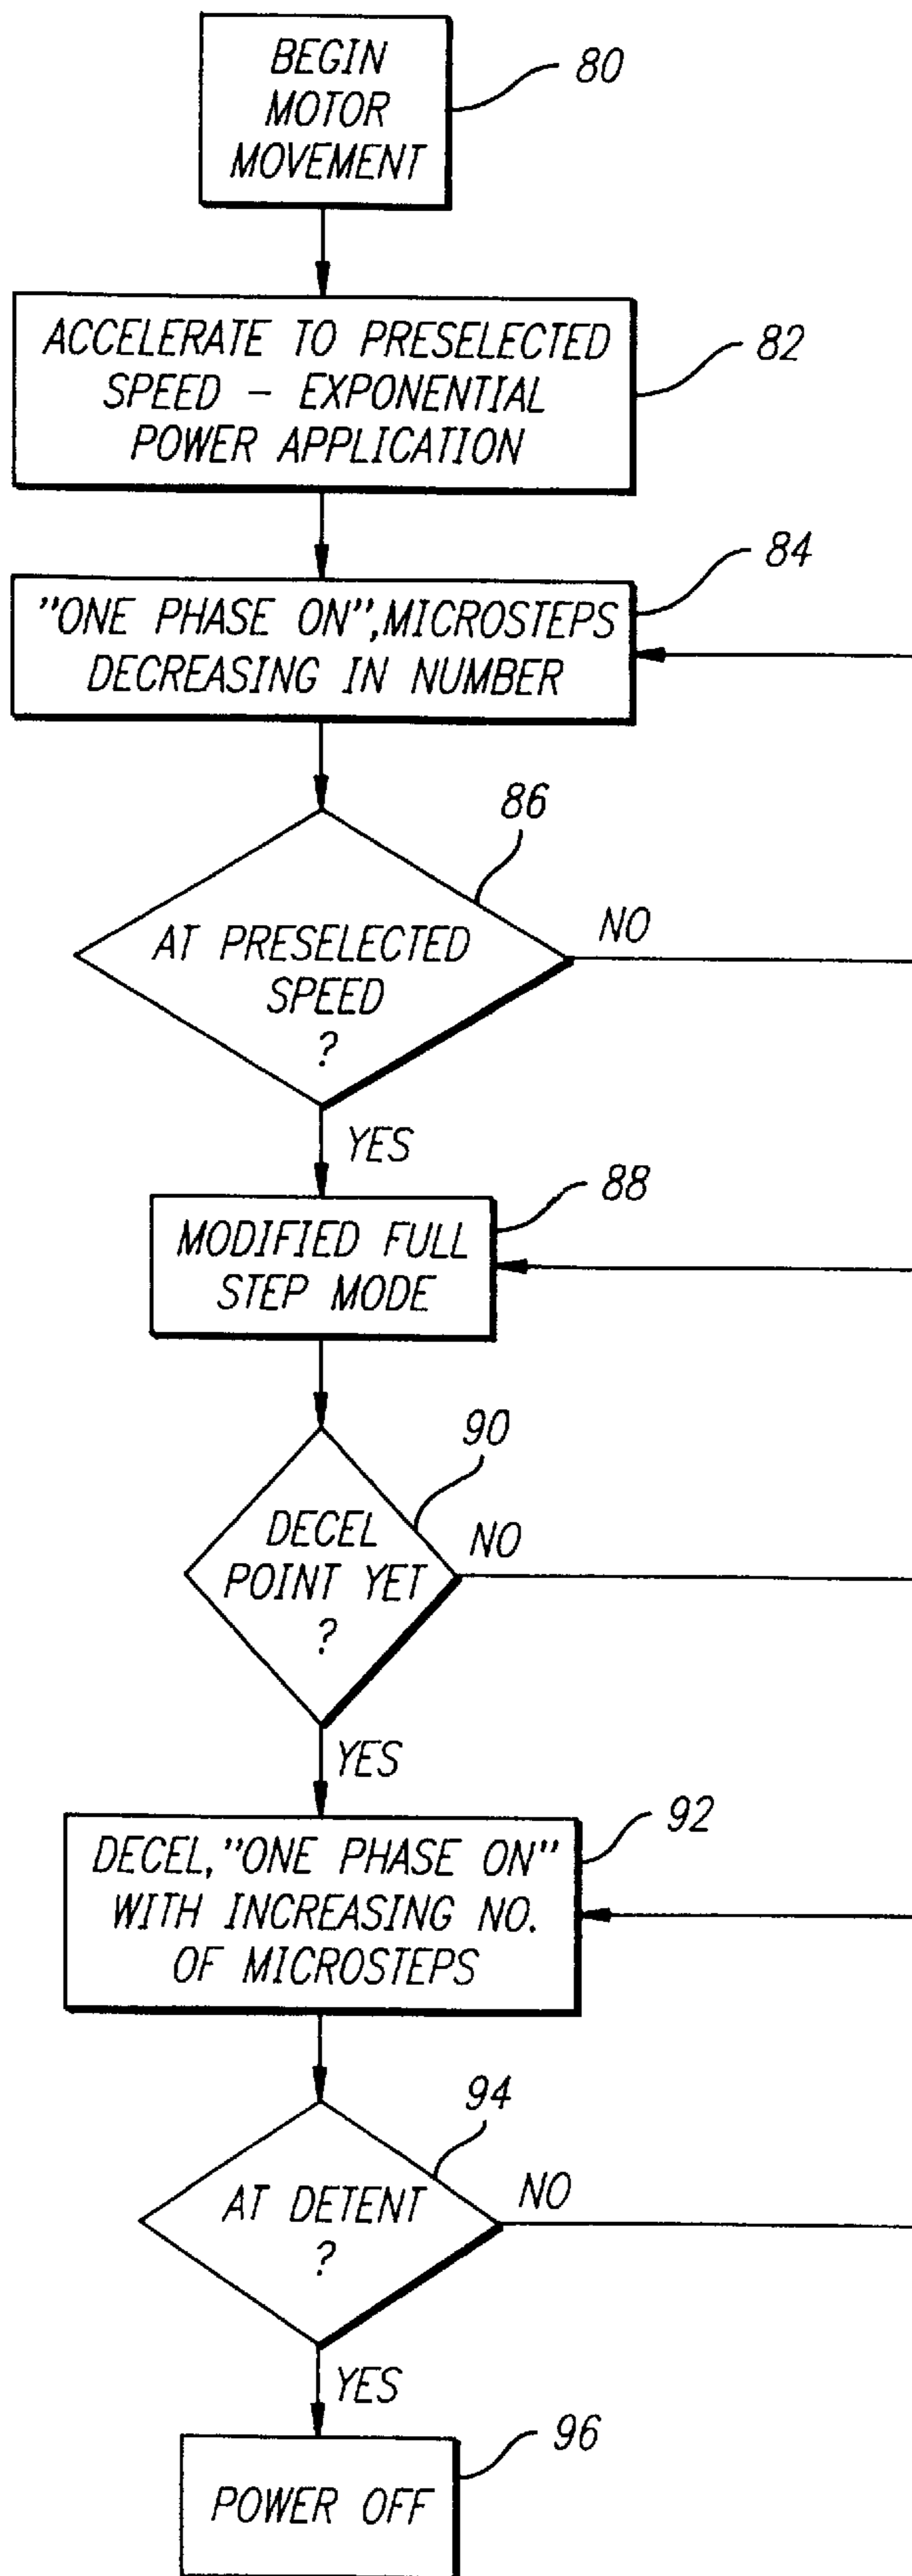 BEGIN
MOTOR
MOVEMENT
80
ACCELERATE TO PRESELECTED
SPEED – EXPONENTIAL
POWER APPLICATION
82
"ONE PHASE ON",MICROSTEPS
DECREASING IN NUMBER
84
AT PRESELECTED
SPEED
?
86
NO
YES
MODIFIED FULL
STEP MODE
88
DECEL
POINT YET
?
90
NO
YES
DECEL,"ONE PHASE ON"
WITH INCREASING NO.
OF MICROSTEPS
92
AT DETENT
?
94
NO
YES
POWER OFF
96